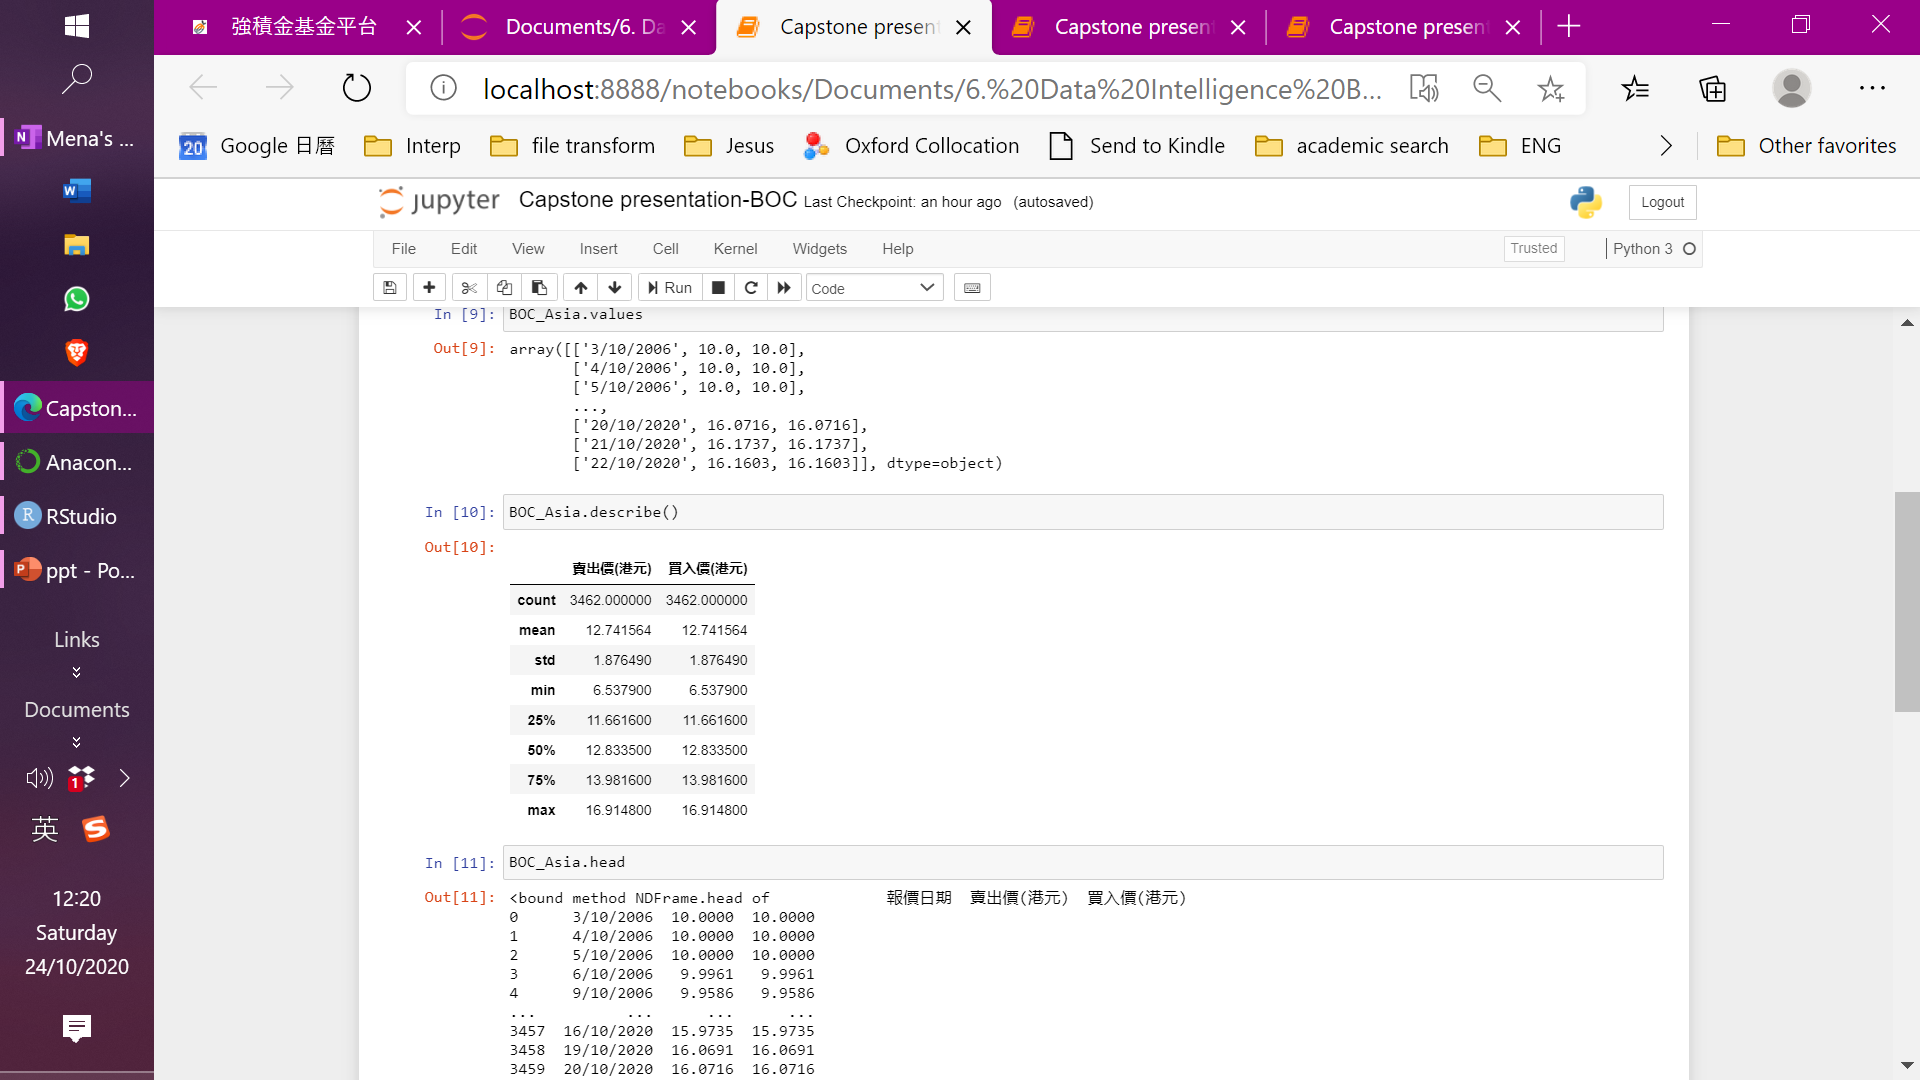 強積金基金平台
Documents/6. Da
Capstone present
Capstone presen
Capstone presen
localhost:8888/notebooks/Documents/6.%20Data%20Intelligence%20B...
20
Google 日曆
Interp
file transform
Jesus
Oxford Collocation
Send to Kindle
academic search
ENG
Other favorites
Mena's ...
Capston...
Anacon...
RStudio
ppt - Po...
Links
Documents
1
英
12:20
Saturday
24/10/2020
jupyter Capstone presentation-BOC Last Checkpoint: an hour ago (autosaved)
Logout
File Edit View Insert Cell Kernel Widgets Help
Trusted
Python 3
Run
Code
In [9]: BOC_Asia.values
Out[9]: array([['3/10/2006', 10.0, 10.0],
['4/10/2006', 10.0, 10.0],
['5/10/2006', 10.0, 10.0],
...,
['20/10/2020', 16.0716, 16.0716],
['21/10/2020', 16.1737, 16.1737],
['22/10/2020', 16.1603, 16.1603]], dtype=object)
In [10]: BOC_Asia.describe()
Out[10]:
賣出價(港元) 買入價(港元)
count 3462.000000 3462.000000
mean 12.741564 12.741564
std 1.876490 1.876490
min 6.537900 6.537900
25% 11.661600 11.661600
50% 12.833500 12.833500
75% 13.981600 13.981600
max 16.914800 16.914800
In [11]: BOC_Asia.head
Out[11]: <bound method NDFrame.head of 報價日期 賣出價(港元) 買入價(港元)
0 3/10/2006 10.0000 10.0000
1 4/10/2006 10.0000 10.0000
2 5/10/2006 10.0000 10.0000
3 6/10/2006 9.9961 9.9961
4 9/10/2006 9.9586 9.9586
... ... ... ...
3457 16/10/2020 15.9735 15.9735
3458 19/10/2020 16.0691 16.0691
3459 20/10/2020 16.0716 16.0716